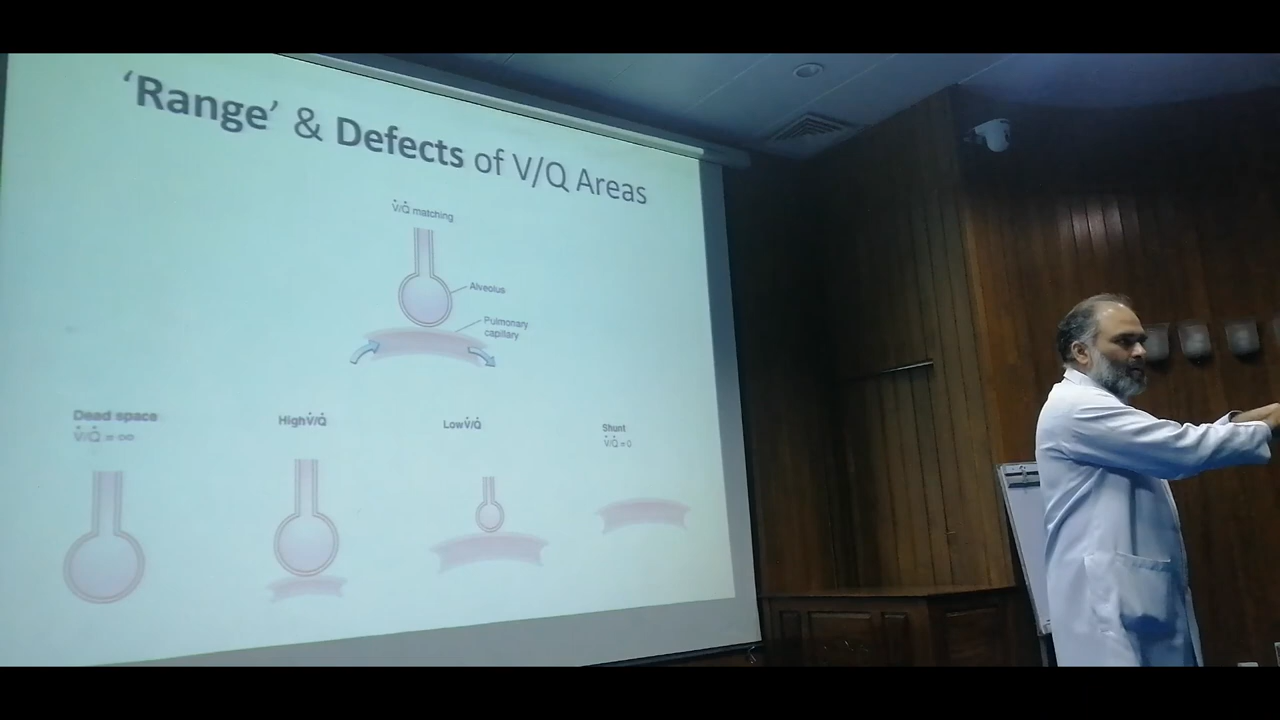 ‘Range’ & Defects of V/Q Areas
V̇/Q̇ matching
Alveolus
Pulmonary
capillary
Dead space
V̇/Q̇ = ∞
High V̇/Q̇
Low V̇/Q̇
Shunt
V̇/Q̇ = 0